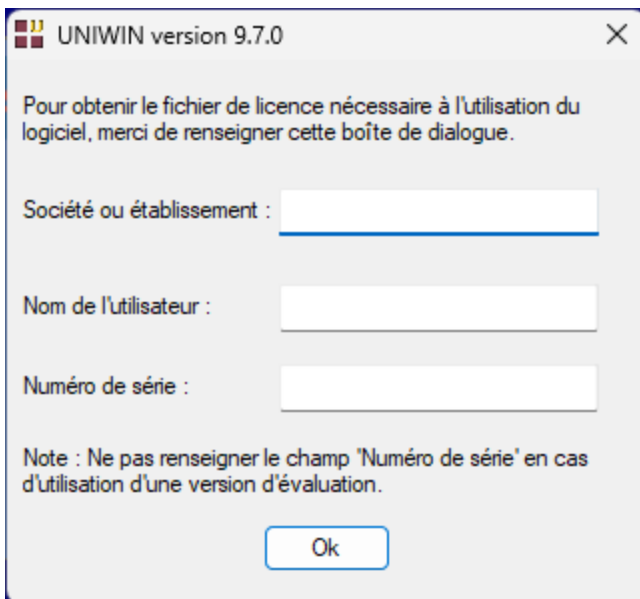 UNIWIN version 9.7.0
Pour obtenir le fichier de licence nécessaire à l'utilisation du
logiciel, merci de renseigner cette boîte de dialogue.
Société ou établissement :
Nom de l'utilisateur :
Numéro de série :
Note : Ne pas renseigner le champ 'Numéro de série' en cas
d'utilisation d'une version d'évaluation.
Ok